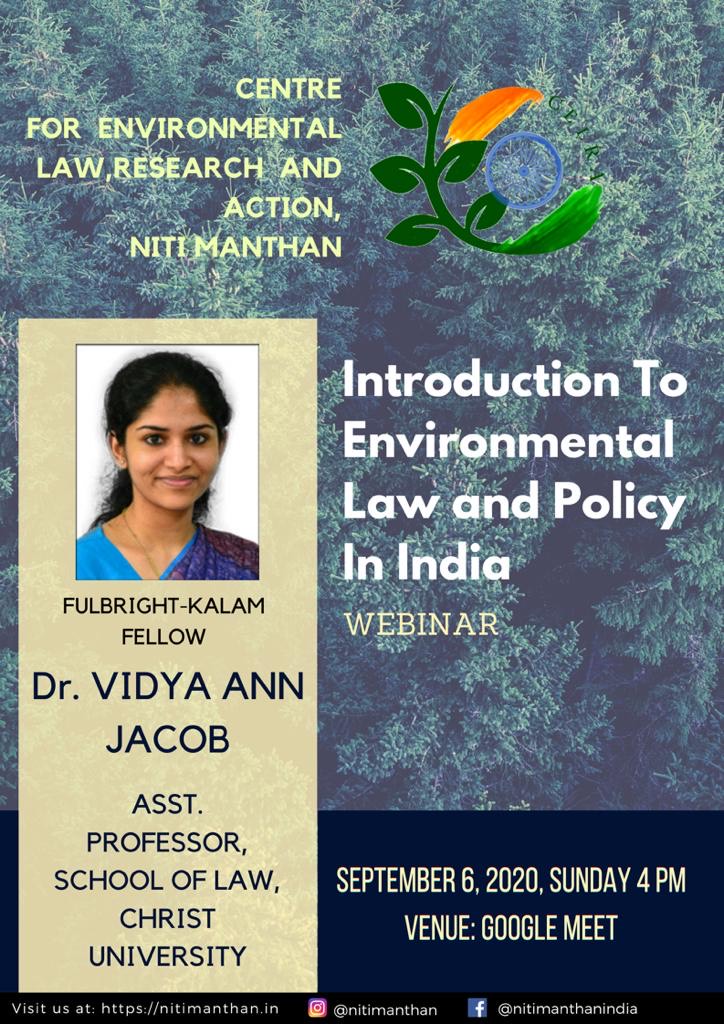 CENTRE
FOR ENVIRONMENTAL
LAW,RESEARCH AND
ACTION,
NITI MANTHAN
Introduction To
Environmental
Law and Policy
In India
WEBINAR
FULBRIGHT-KALAM
FELLOW
Dr. VIDYA ANN
JACOB
ASST.
PROFESSOR,
SCHOOL OF LAW,
CHRIST
UNIVERSITY
SEPTEMBER 6, 2020, SUNDAY 4 PM
VENUE: GOOGLE MEET
Visit us at: https://nitimanthan.in @nitimanthan @nitimanthanindia